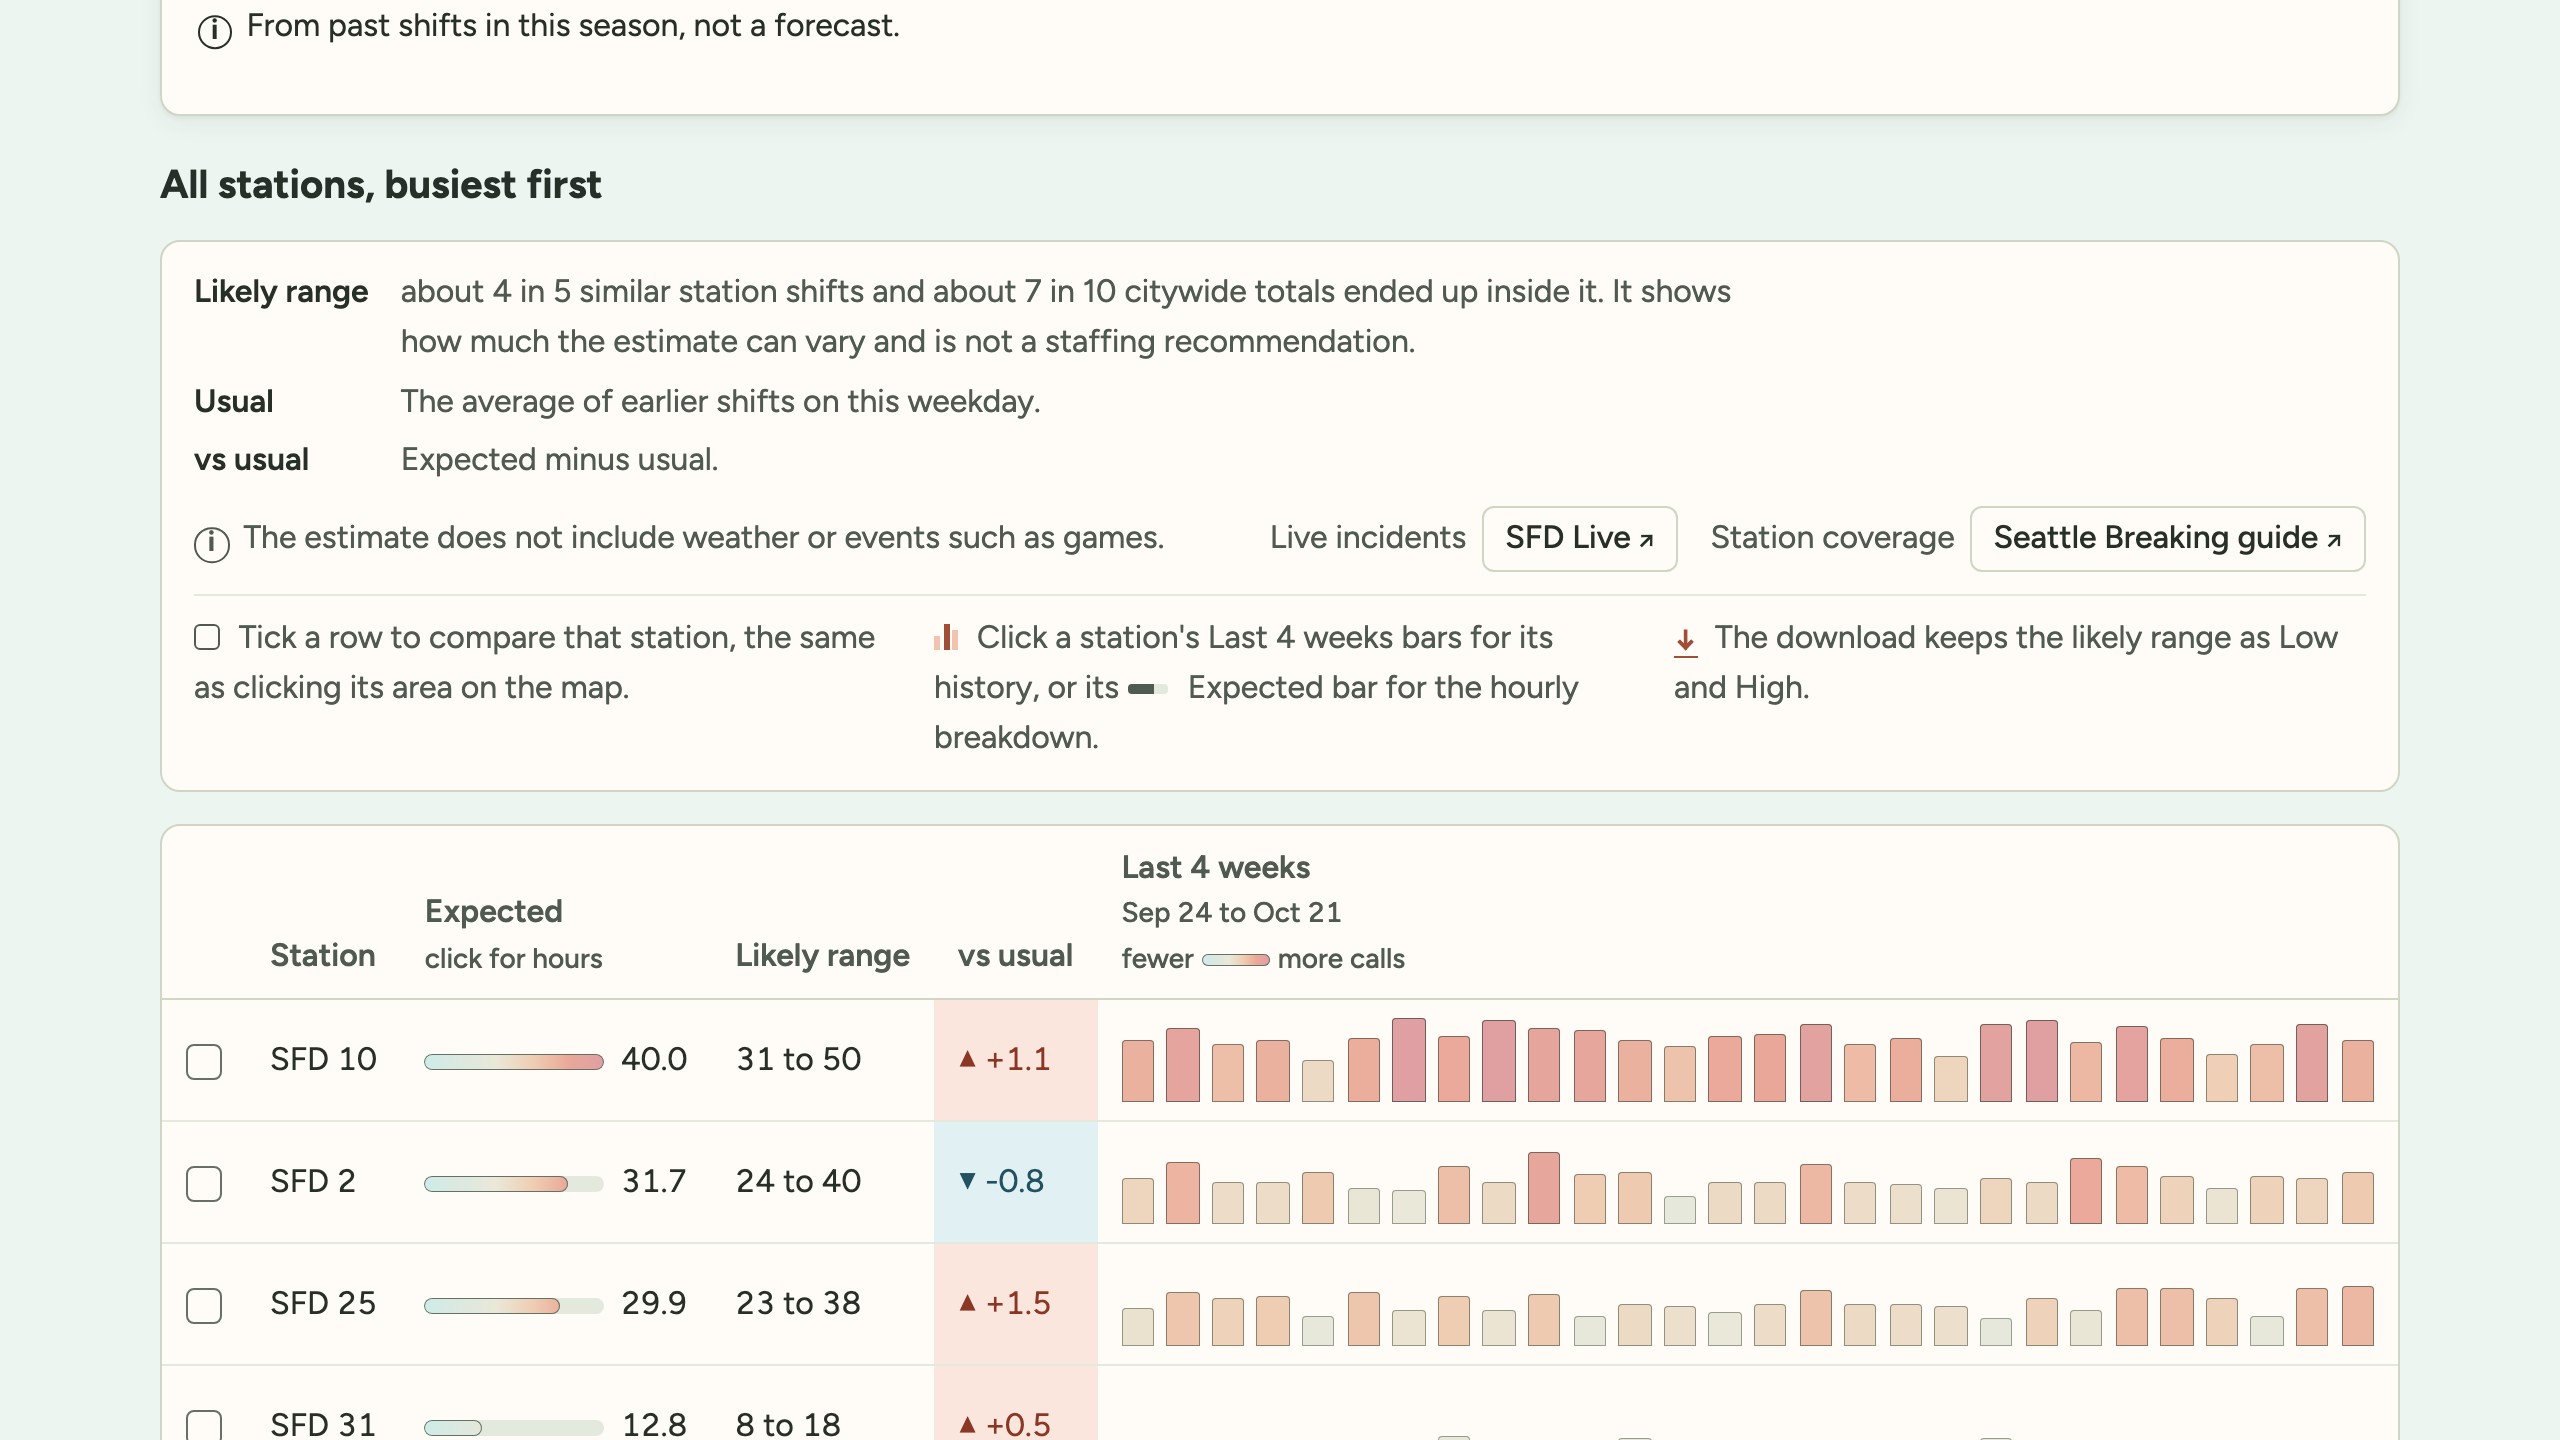 From past shifts in this season, not a forecast.
All stations, busiest first
Likely range about 4 in 5 similar station shifts and about 7 in 10 citywide totals ended up inside it. It shows
how much the estimate can vary and is not a staffing recommendation.
Usual The average of earlier shifts on this weekday.
vs usual Expected minus usual.
The estimate does not include weather or events such as games. Live incidents SFD Live ↗ Station coverage Seattle Breaking guide ↗
Tick a row to compare that station, the same
as clicking its area on the map.
Click a station's Last 4 weeks bars for its
history, or its Expected bar for the hourly
breakdown.
The download keeps the likely range as Low
and High.
Station
Expected
click for hours
Likely range
vs usual
Last 4 weeks
Sep 24 to Oct 21
fewer more calls
SFD 10 40.0 31 to 50 ▲ +1.1
SFD 2 31.7 24 to 40 ▼ -0.8
SFD 25 29.9 23 to 38 ▲ +1.5
SFD 31 12.8 8 to 18 ▲ +0.5